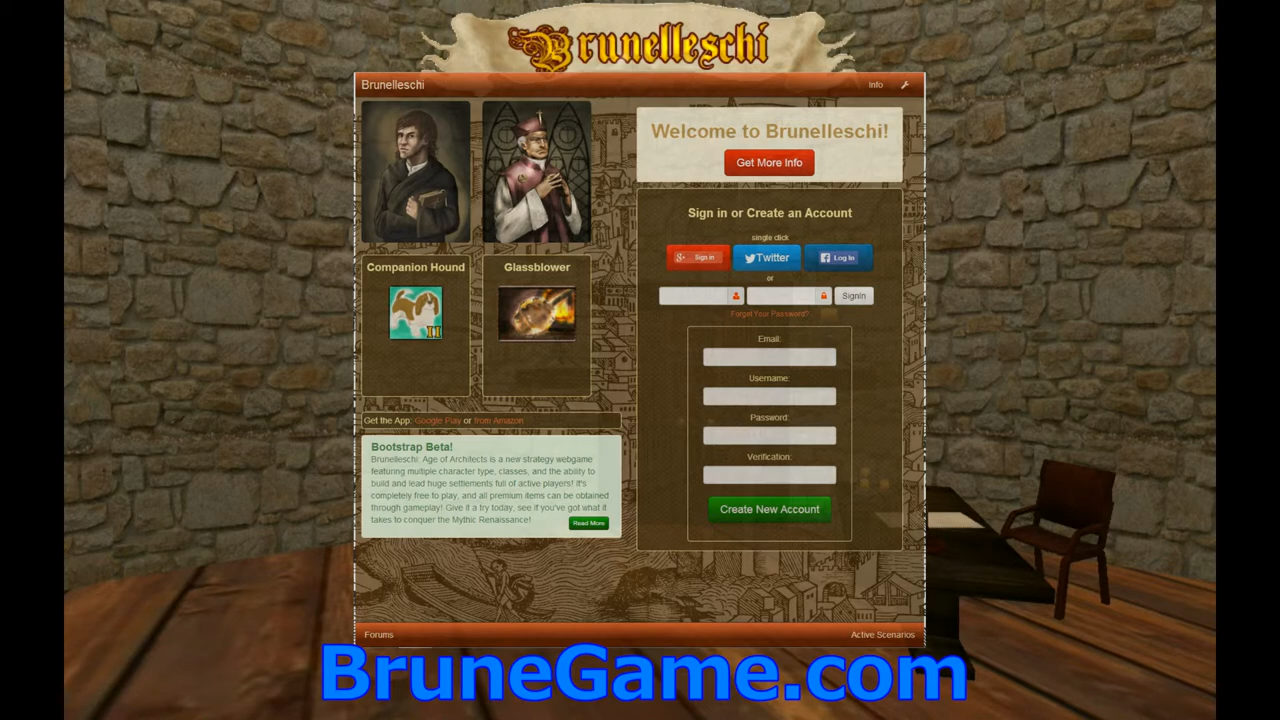 Brunelleschi
Brunelleschi
Info
Welcome to Brunelleschi!
Get More Info
Sign in or Create an Account
single click
g+ Sign in
Twitter
Log In
or
SignIn
Forget Your Password?
Email:
Username:
Password:
Verification:
Create New Account
Companion Hound
II
Glassblower
Get the App: Google Play or from Amazon
Bootstrap Beta!
Brunelleschi: Age of Architects is a new strategy webgame
featuring multiple character type, classes, and the ability to
build and lead huge settlements full of active players! It's
completely free to play, and all premium items can be obtained
through gameplay! Give it a try today, see if you've got what it
takes to conquer the Mythic Renaissance!
Read More
Forums
Active Scenarios
BruneGame.com